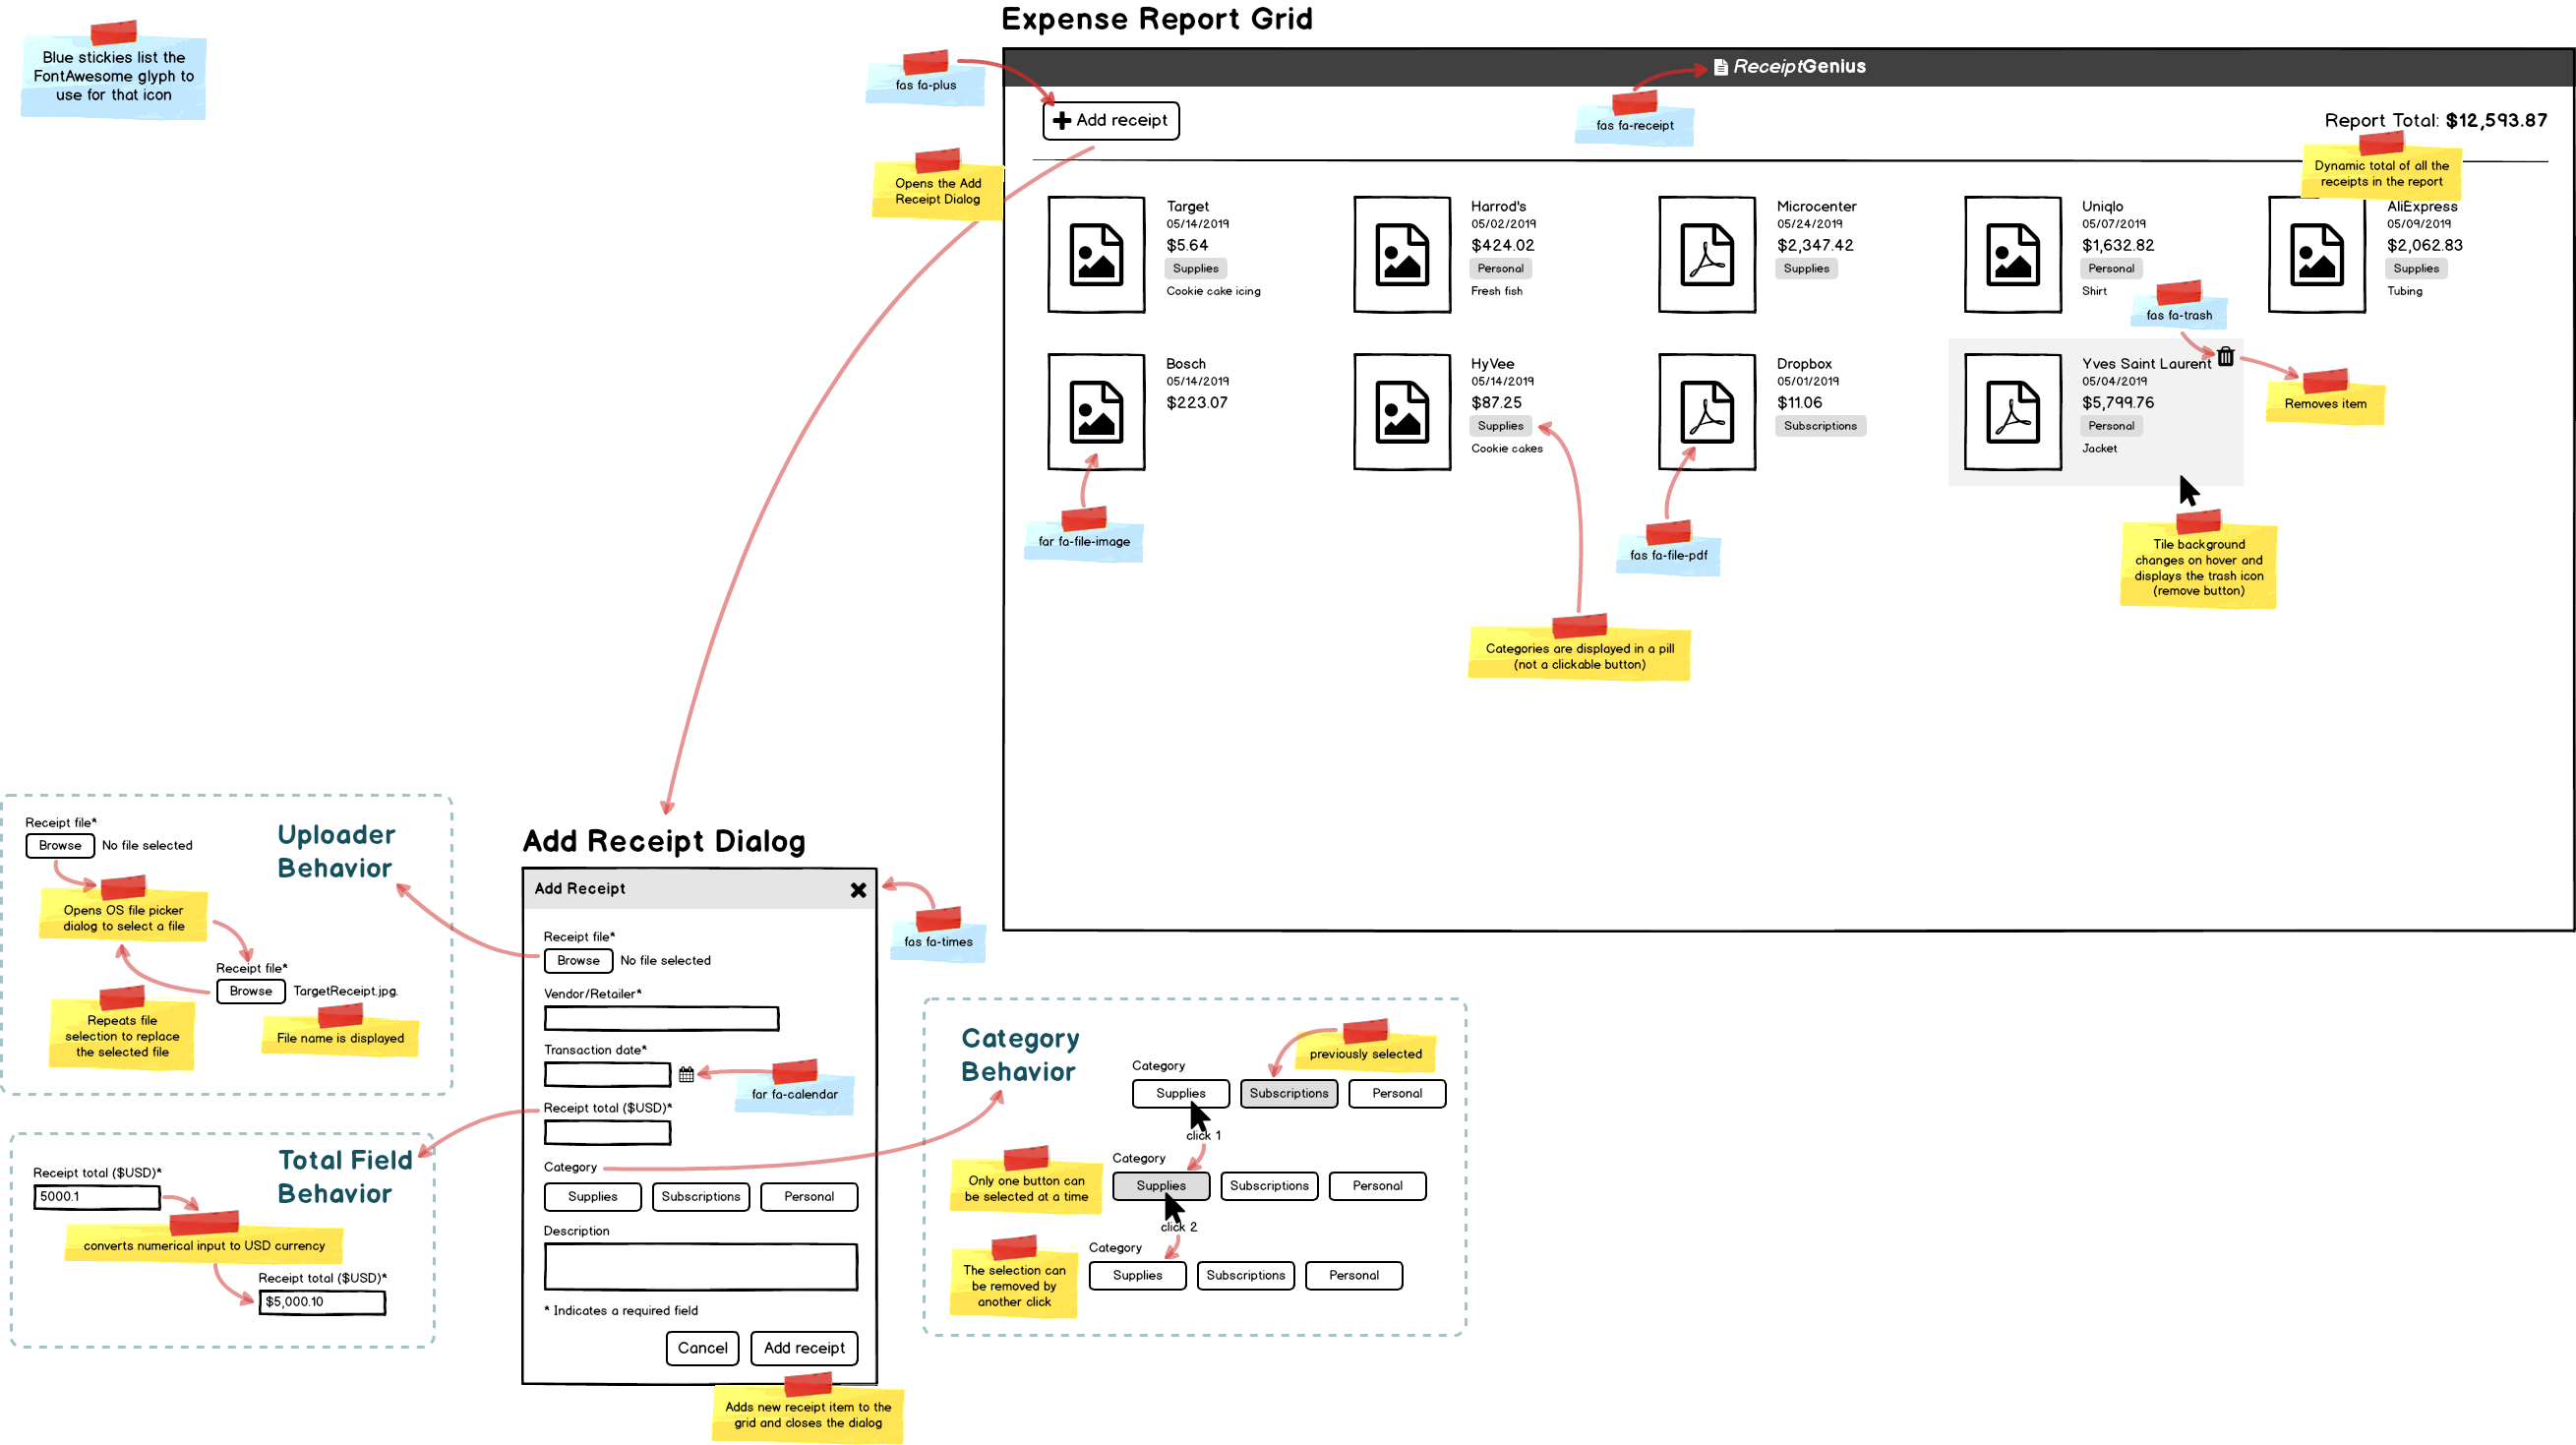 Blue stickies list the
FontAwesome glyph to
use for that icon
Expense Report Grid
fas fa-plus
ReceiptGenius
fas fa-receipt
Add receipt
Opens the Add
Receipt Dialog
Report Total: $12,593.87
Dynamic total of all the
receipts in the report
Target
05/14/2019
$5.64
Supplies
Cookie cake icing
Harrod's
05/02/2019
$424.02
Personal
Fresh fish
Microcenter
05/24/2019
$2,347.42
Supplies
Uniqlo
05/07/2019
$1,632.82
Personal
Shirt
AliExpress
05/09/2019
$2,062.83
Supplies
Tubing
fas fa-trash
Bosch
05/14/2019
$223.07
HyVee
05/14/2019
$87.25
Supplies
Cookie cakes
Dropbox
05/01/2019
$11.06
Subscriptions
Yves Saint Laurent
05/04/2019
$5,799.76
Personal
Jacket
Removes item
far fa-file-image
fas fa-file-pdf
Tile background
changes on hover and
displays the trash icon
(remove button)
Categories are displayed in a pill
(not a clickable button)
Uploader
Behavior
Receipt file*
Browse
No file selected
Opens OS file picker
dialog to select a file
Receipt file*
Browse
TargetReceipt.jpg.
Repeats file
selection to replace
the selected file
File name is displayed
Total Field
Behavior
Receipt total ($USD)*
5000.1
converts numerical input to USD currency
Receipt total ($USD)*
$5,000.10
Add Receipt Dialog
Add Receipt
fas fa-times
Receipt file*
Browse
No file selected
Vendor/Retailer*
Transaction date*
far fa-calendar
Receipt total ($USD)*
Category
Supplies
Subscriptions
Personal
Description
* Indicates a required field
Cancel
Add receipt
Adds new receipt item to the
grid and closes the dialog
Category
Behavior
previously selected
Category
Supplies
Subscriptions
Personal
click 1
Only one button can
be selected at a time
Category
Supplies
Subscriptions
Personal
click 2
The selection can
be removed by
another click
Category
Supplies
Subscriptions
Personal